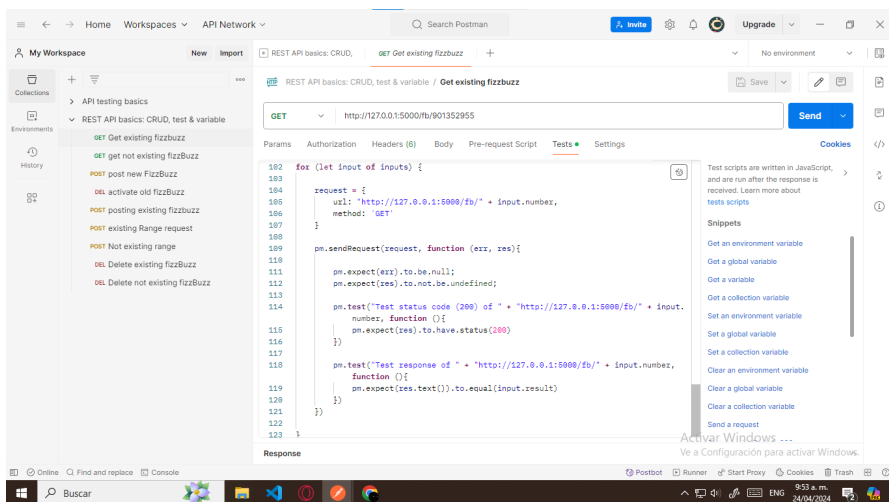 Home Workspaces API Network
Search Postman
Invite
Upgrade
My Workspace
New Import
REST API basics: CRUD,
GET Get existing fizzbuzz
No environment
Collections
Environments
History
API testing basics
REST API basics: CRUD, test & variable
GET Get existing fizzbuzz
GET get not existing fizzBuzz
POST post new FizzBuzz
DEL activate old fizzBuzz
POST posting existing fizzbuzz
POST existing Range request
POST Not existing range
DEL Delete existing fizzBuzz
DEL Delete not existing fizzBuzz
HTTP REST API basics: CRUD, test & variable / Get existing fizzbuzz
Save
GET http://127.0.0.1:5000/fb/901352955
Send
Params Authorization Headers (6) Body Pre-request Script Tests Settings
Cookies
102 for (let input of inputs) {
103
104 request = {
105 url: "http://127.0.0.1:5000/fb/" + input.number,
106 method: 'GET'
107 }
108
109 pm.sendRequest(request, function (err, res){
110
111 pm.expect(err).to.be.null;
112 pm.expect(res).to.not.be.undefined;
113
114 pm.test("Test status code (200) of " + "http://127.0.0.1:5000/fb/" + input.
number, function (){
115 pm.expect(res).to.have.status(200)
116 })
117
118 pm.test("Test response of " + "http://127.0.0.1:5000/fb/" + input.number,
function (){
119 pm.expect(res.text()).to.equal(input.result)
120 })
121 })
122
123 }
Test scripts are written in JavaScript,
and are run after the response is
received. Learn more about
tests scripts
Snippets
Get an environment variable
Get a global variable
Get a variable
Get a collection variable
Set an environment variable
Set a global variable
Set a collection variable
Clear an environment variable
Clear a global variable
Clear a collection variable
Send a request
Response
Activar Windows
Ve a Configuración para activar Windows.
Online Find and replace Console
Postbot Runner Start Proxy Cookies Trash
Buscar
ENG
9:53 a. m.
24/04/2024
2